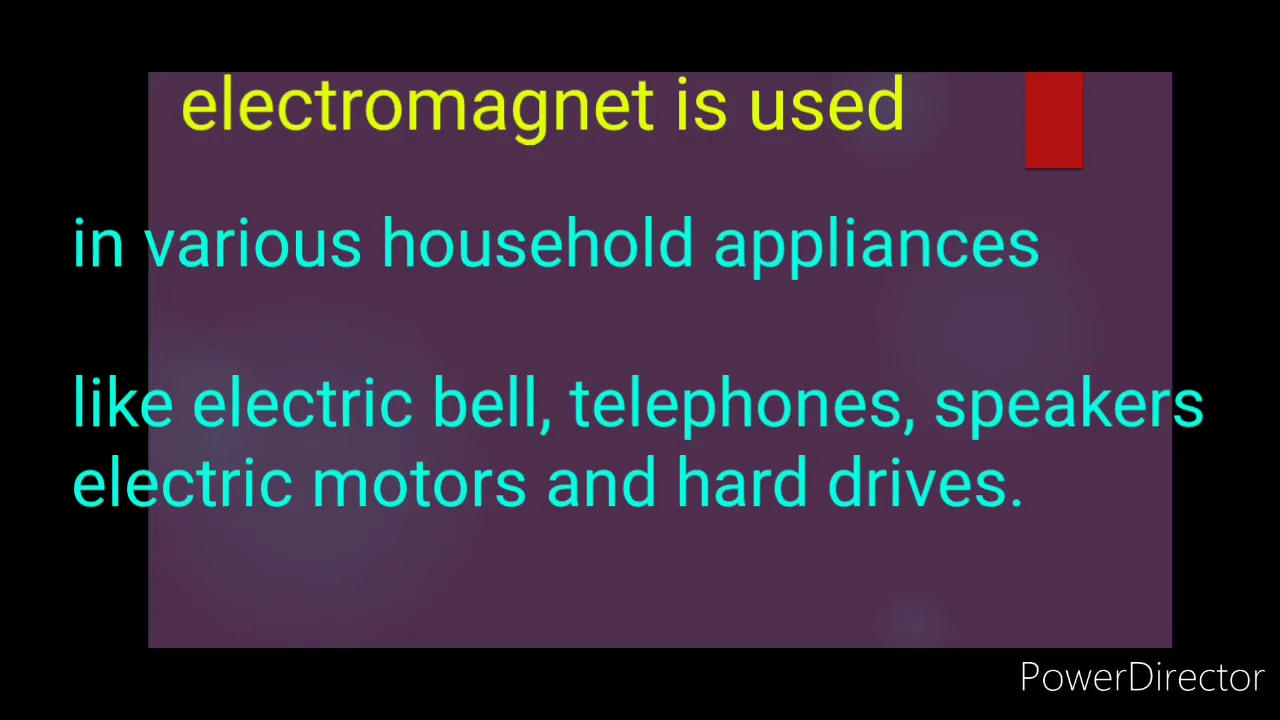 electromagnet is used
in various household appliances
like electric bell, telephones, speakers
electric motors and hard drives.
PowerDirector